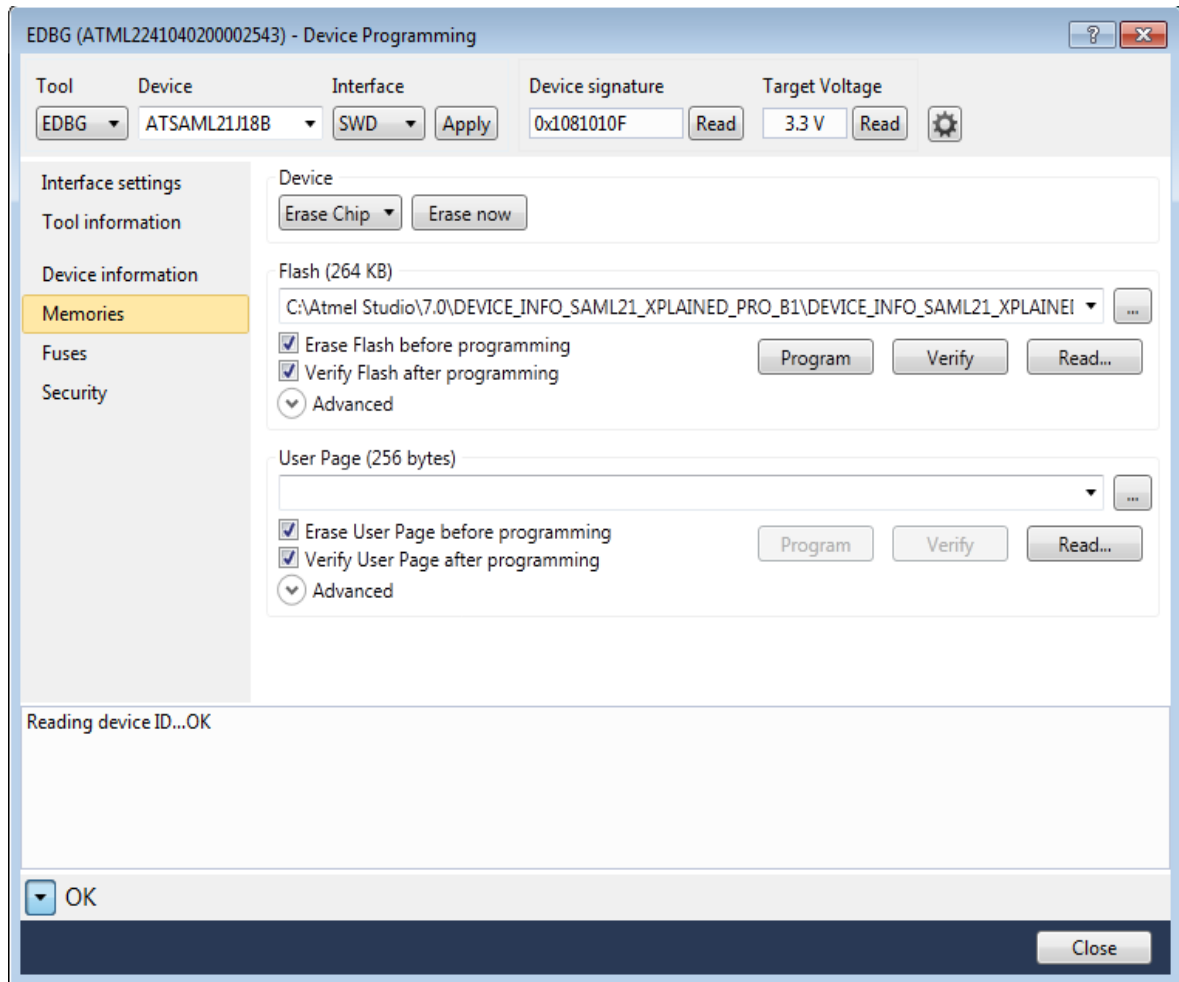 EDBG (ATML2241040200002543) - Device Programming
Tool Device Interface Device signature Target Voltage
EDBG ATSAML21J18B SWD Apply 0x1081010F Read 3.3 V Read
Interface settings
Tool information
Device information
Memories
Fuses
Security
Device
Erase Chip Erase now
Flash (264 KB)
C:\Atmel Studio\7.0\DEVICE_INFO_SAML21_XPLAINED_PRO_B1\DEVICE_INFO_SAML21_XPLAINE ...
Erase Flash before programming
Verify Flash after programming
Program Verify Read...
Advanced
User Page (256 bytes)
...
Erase User Page before programming
Verify User Page after programming
Program Verify Read...
Advanced
Reading device ID...OK
OK
Close